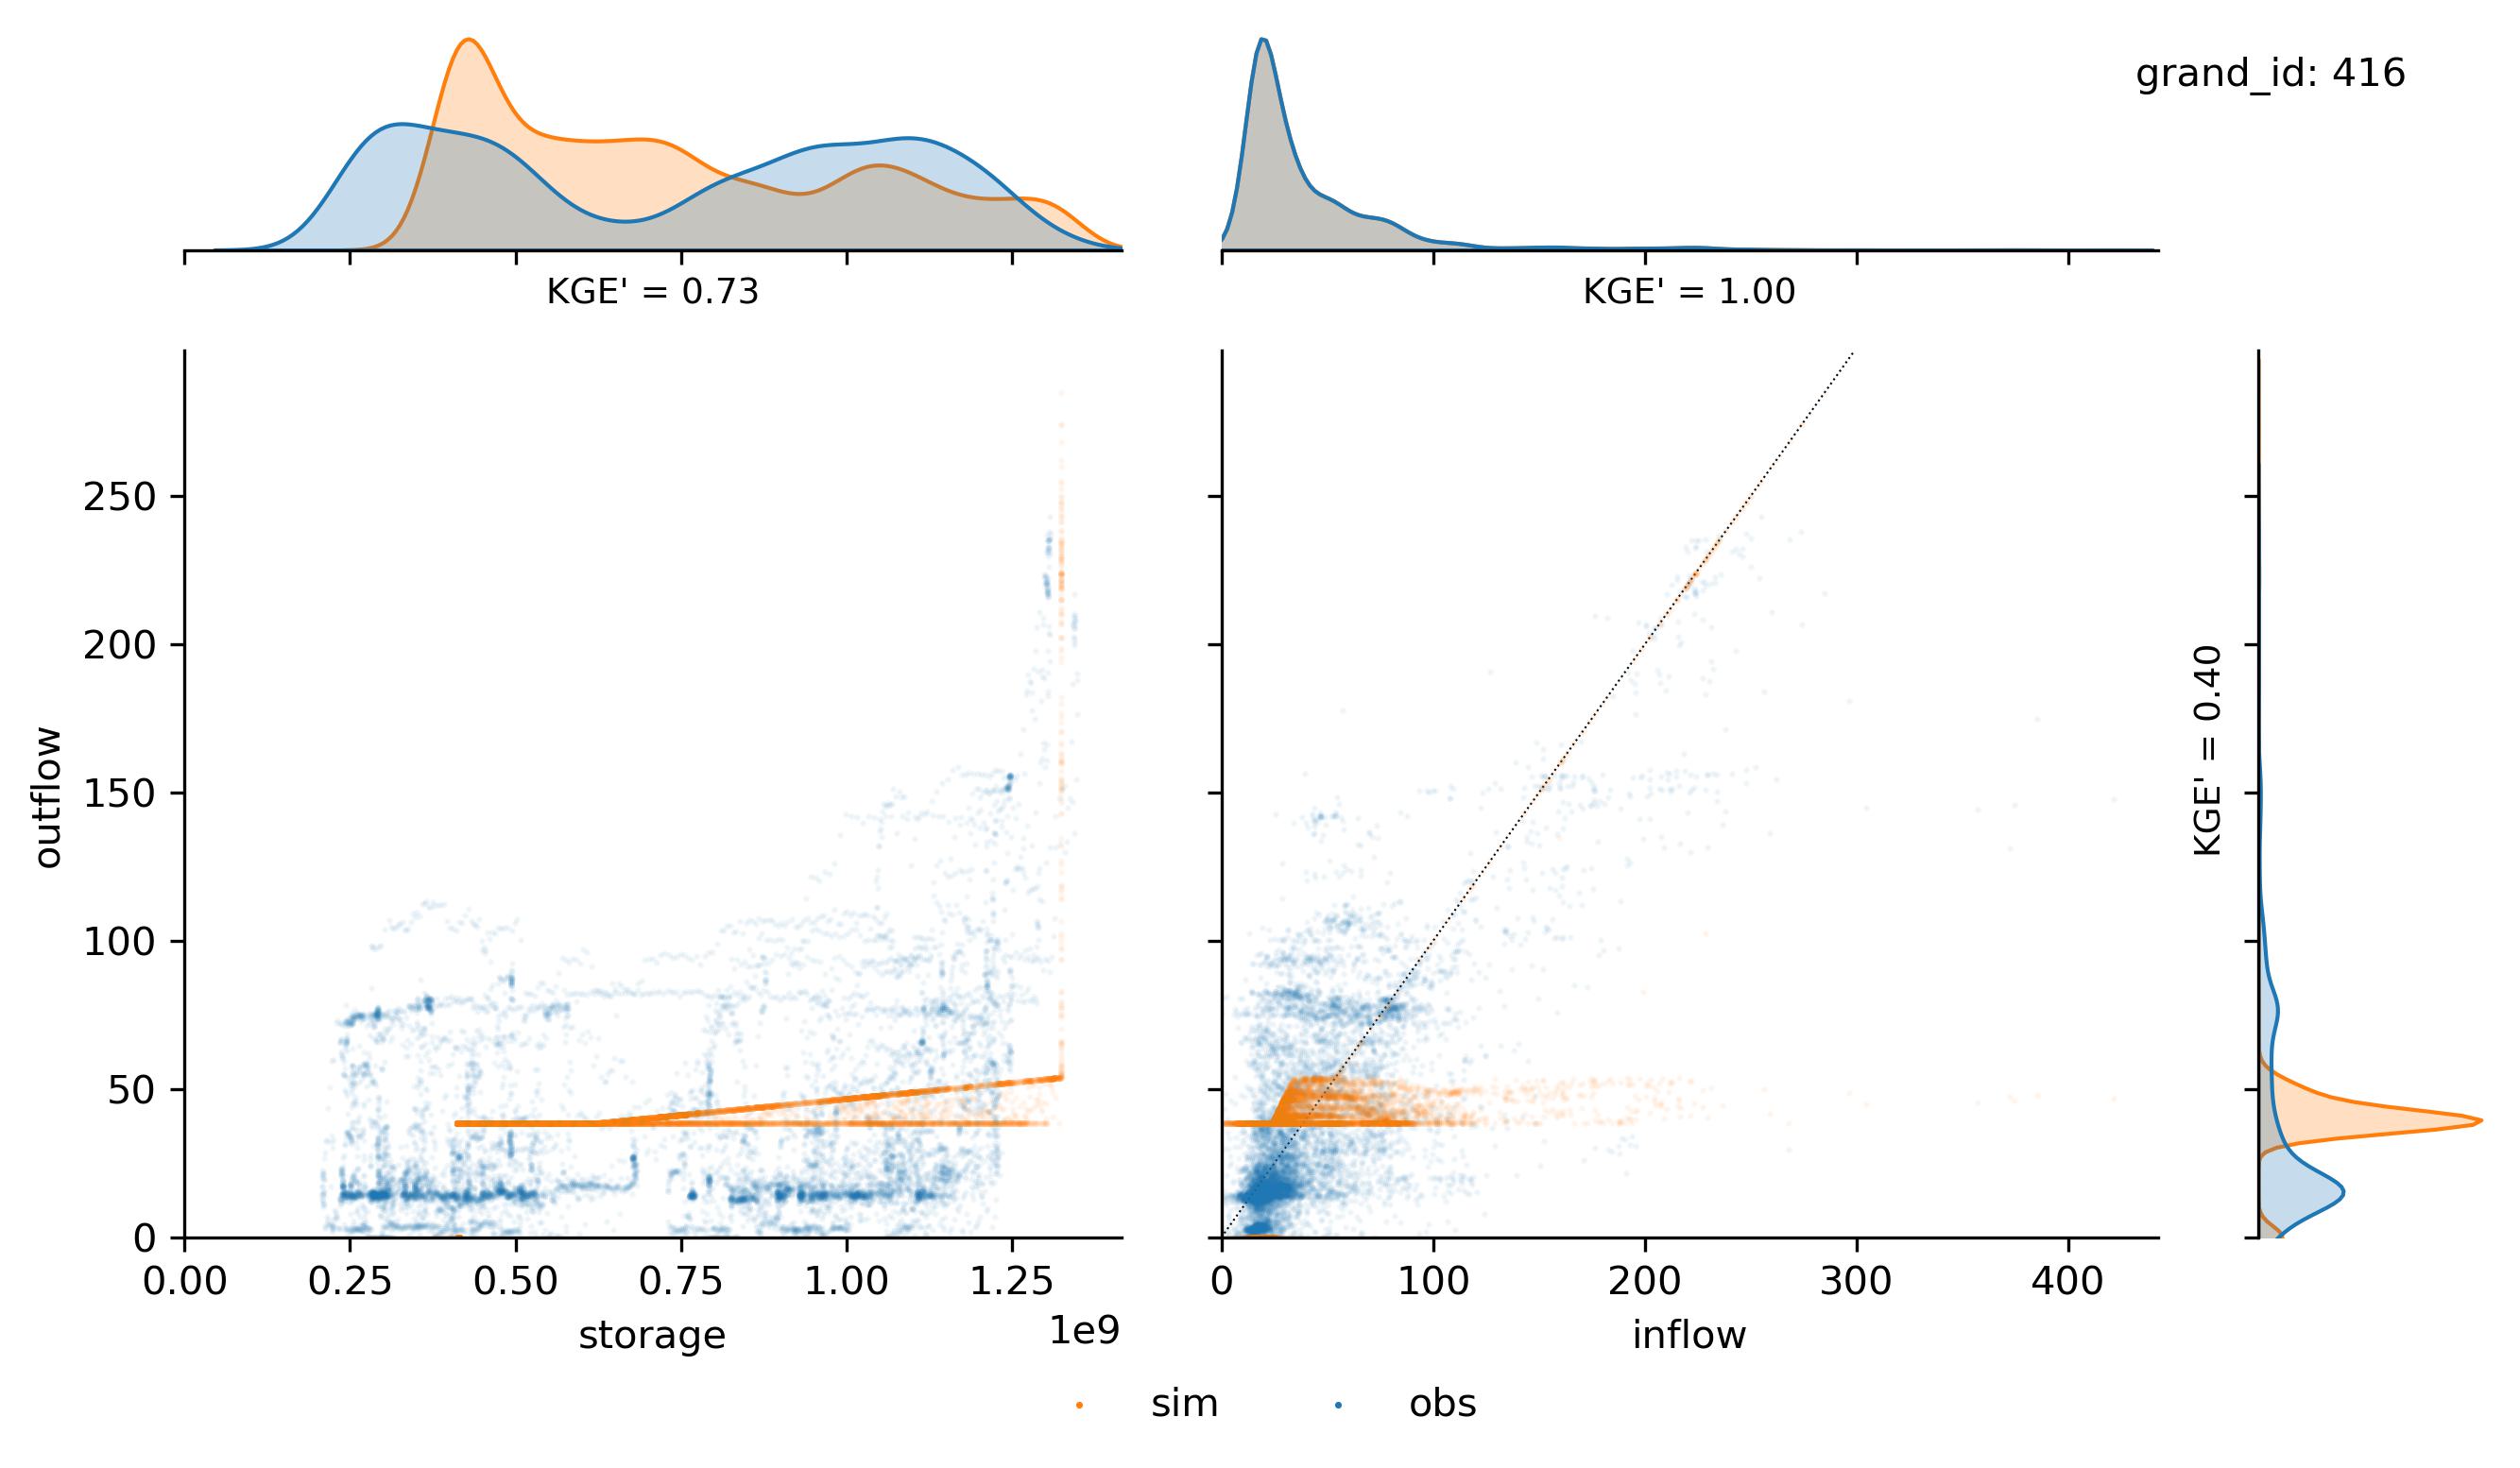 grand_id: 416
KGE' = 0.73
KGE' = 1.00
outflow
250
200
150
100
50
0
KGE' = 0.40
0.00 0.25 0.50 0.75 1.00 1.25
1e9
storage
0 100 200 300 400
inflow
sim obs